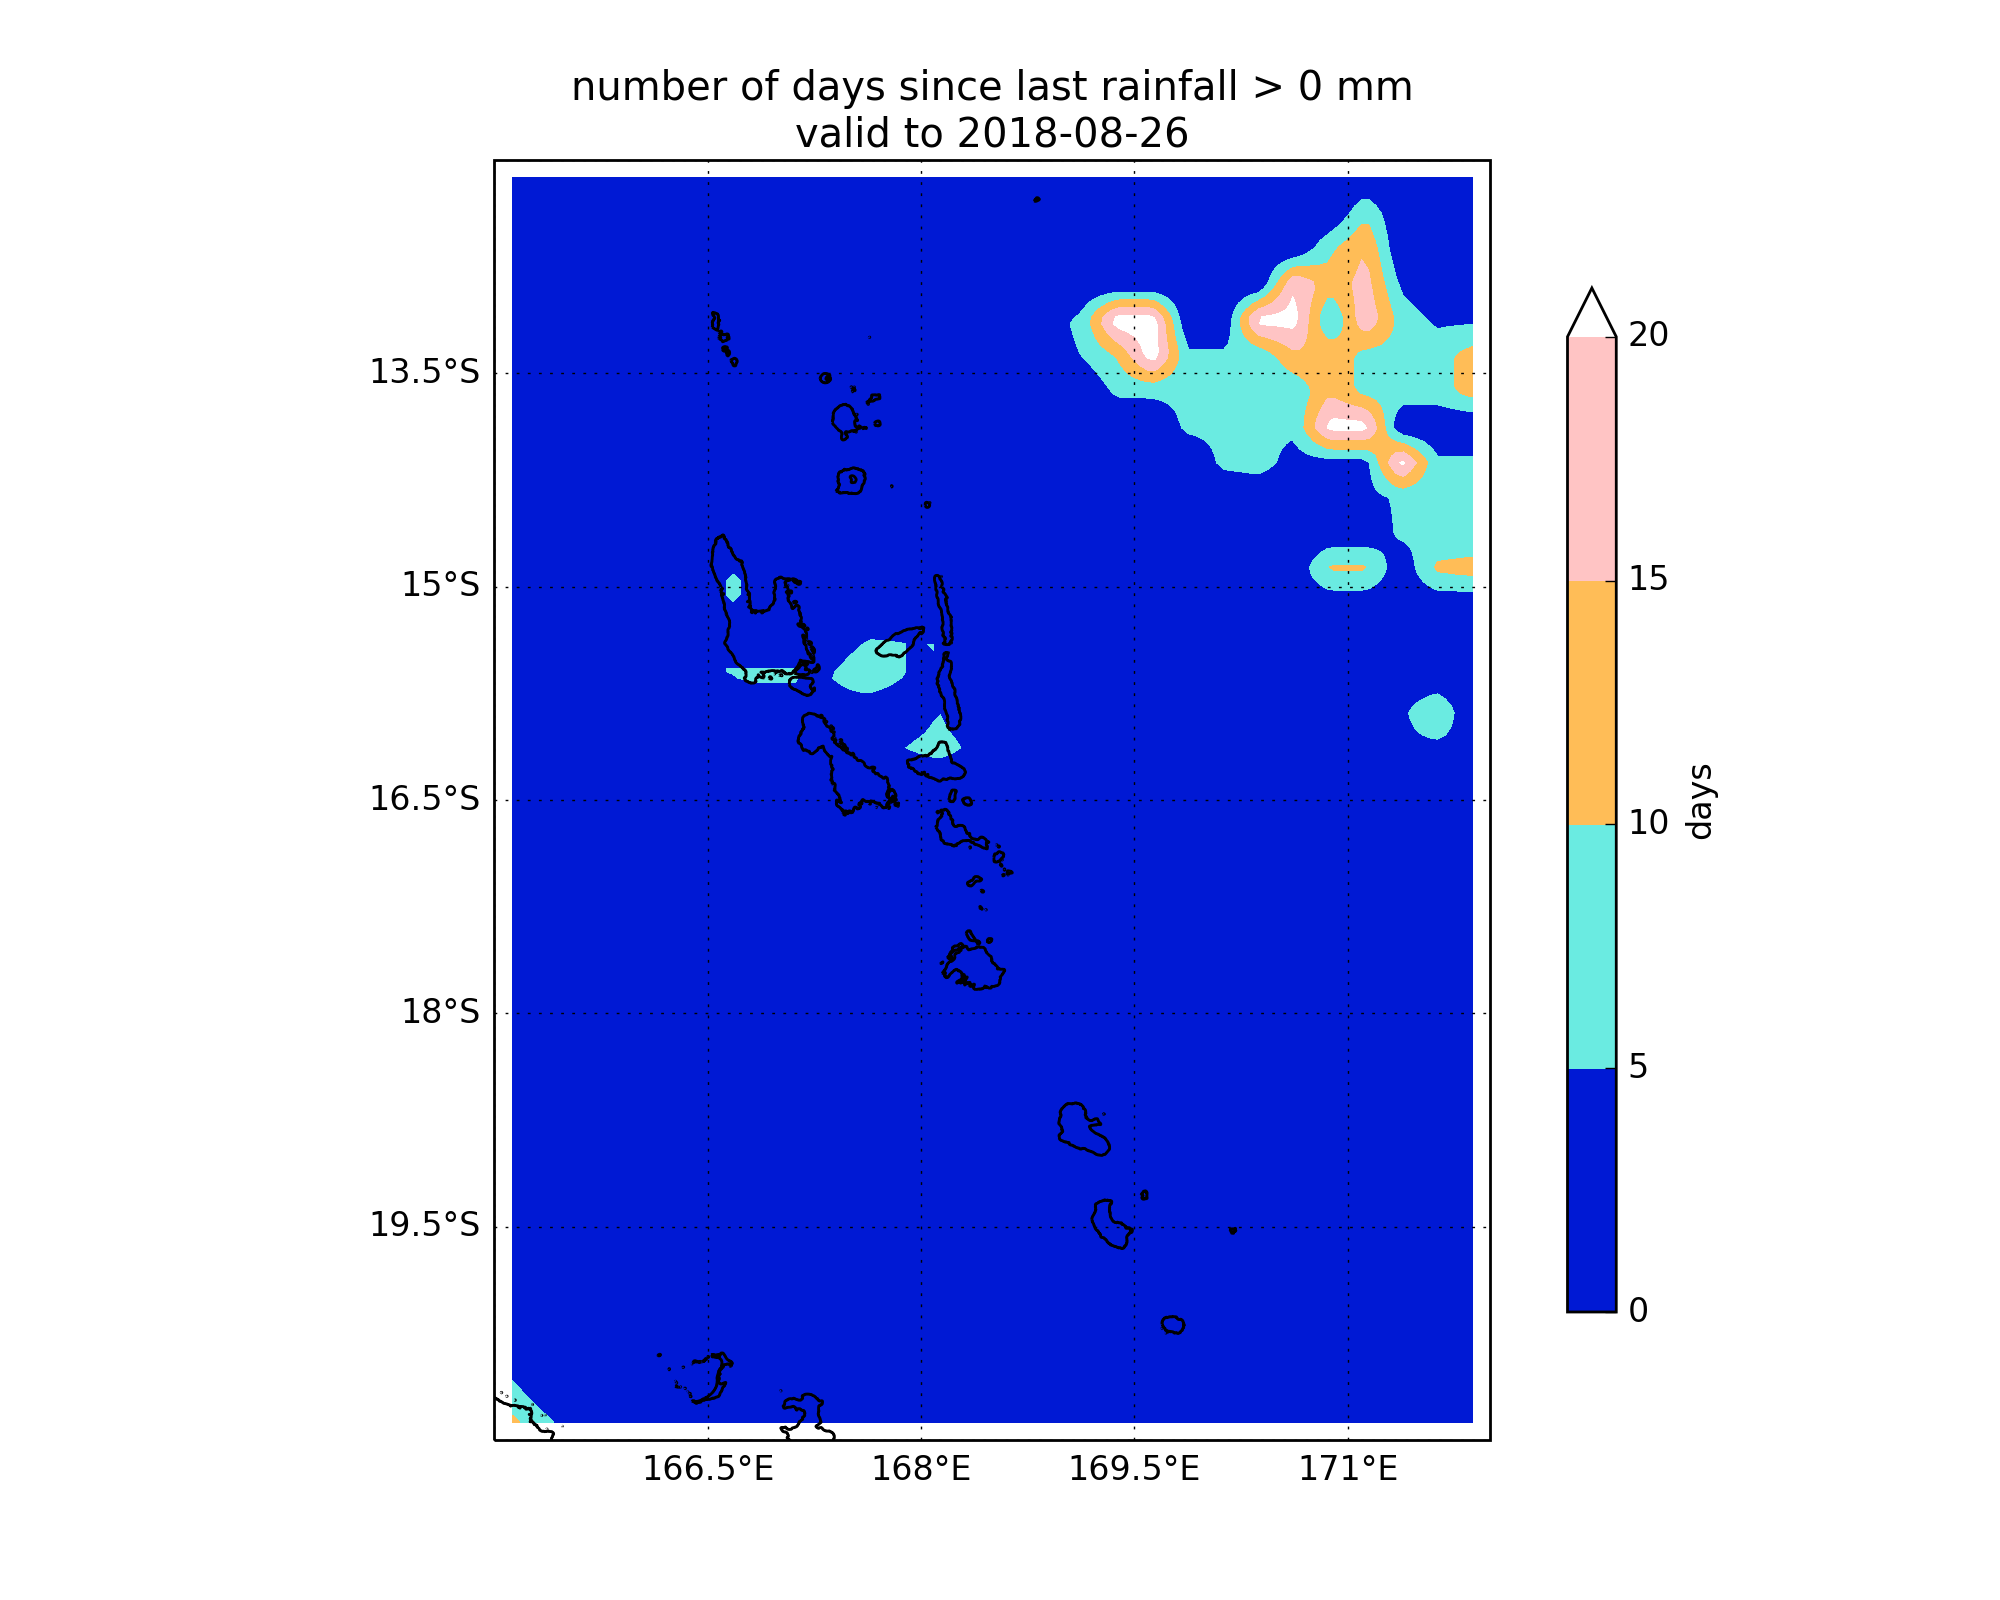 number of days since last rainfall > 0 mm
valid to 2018-08-26
13.5°S
15°S
16.5°S
18°S
19.5°S
166.5°E
168°E
169.5°E
171°E
20
15
10
5
0
days